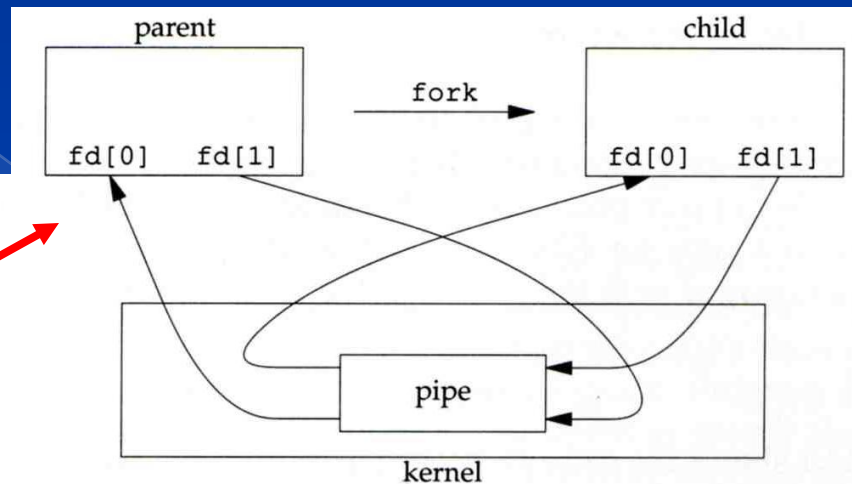 parent
child
fork
fd[0]
fd[1]
fd[0]
fd[1]
pipe
kernel